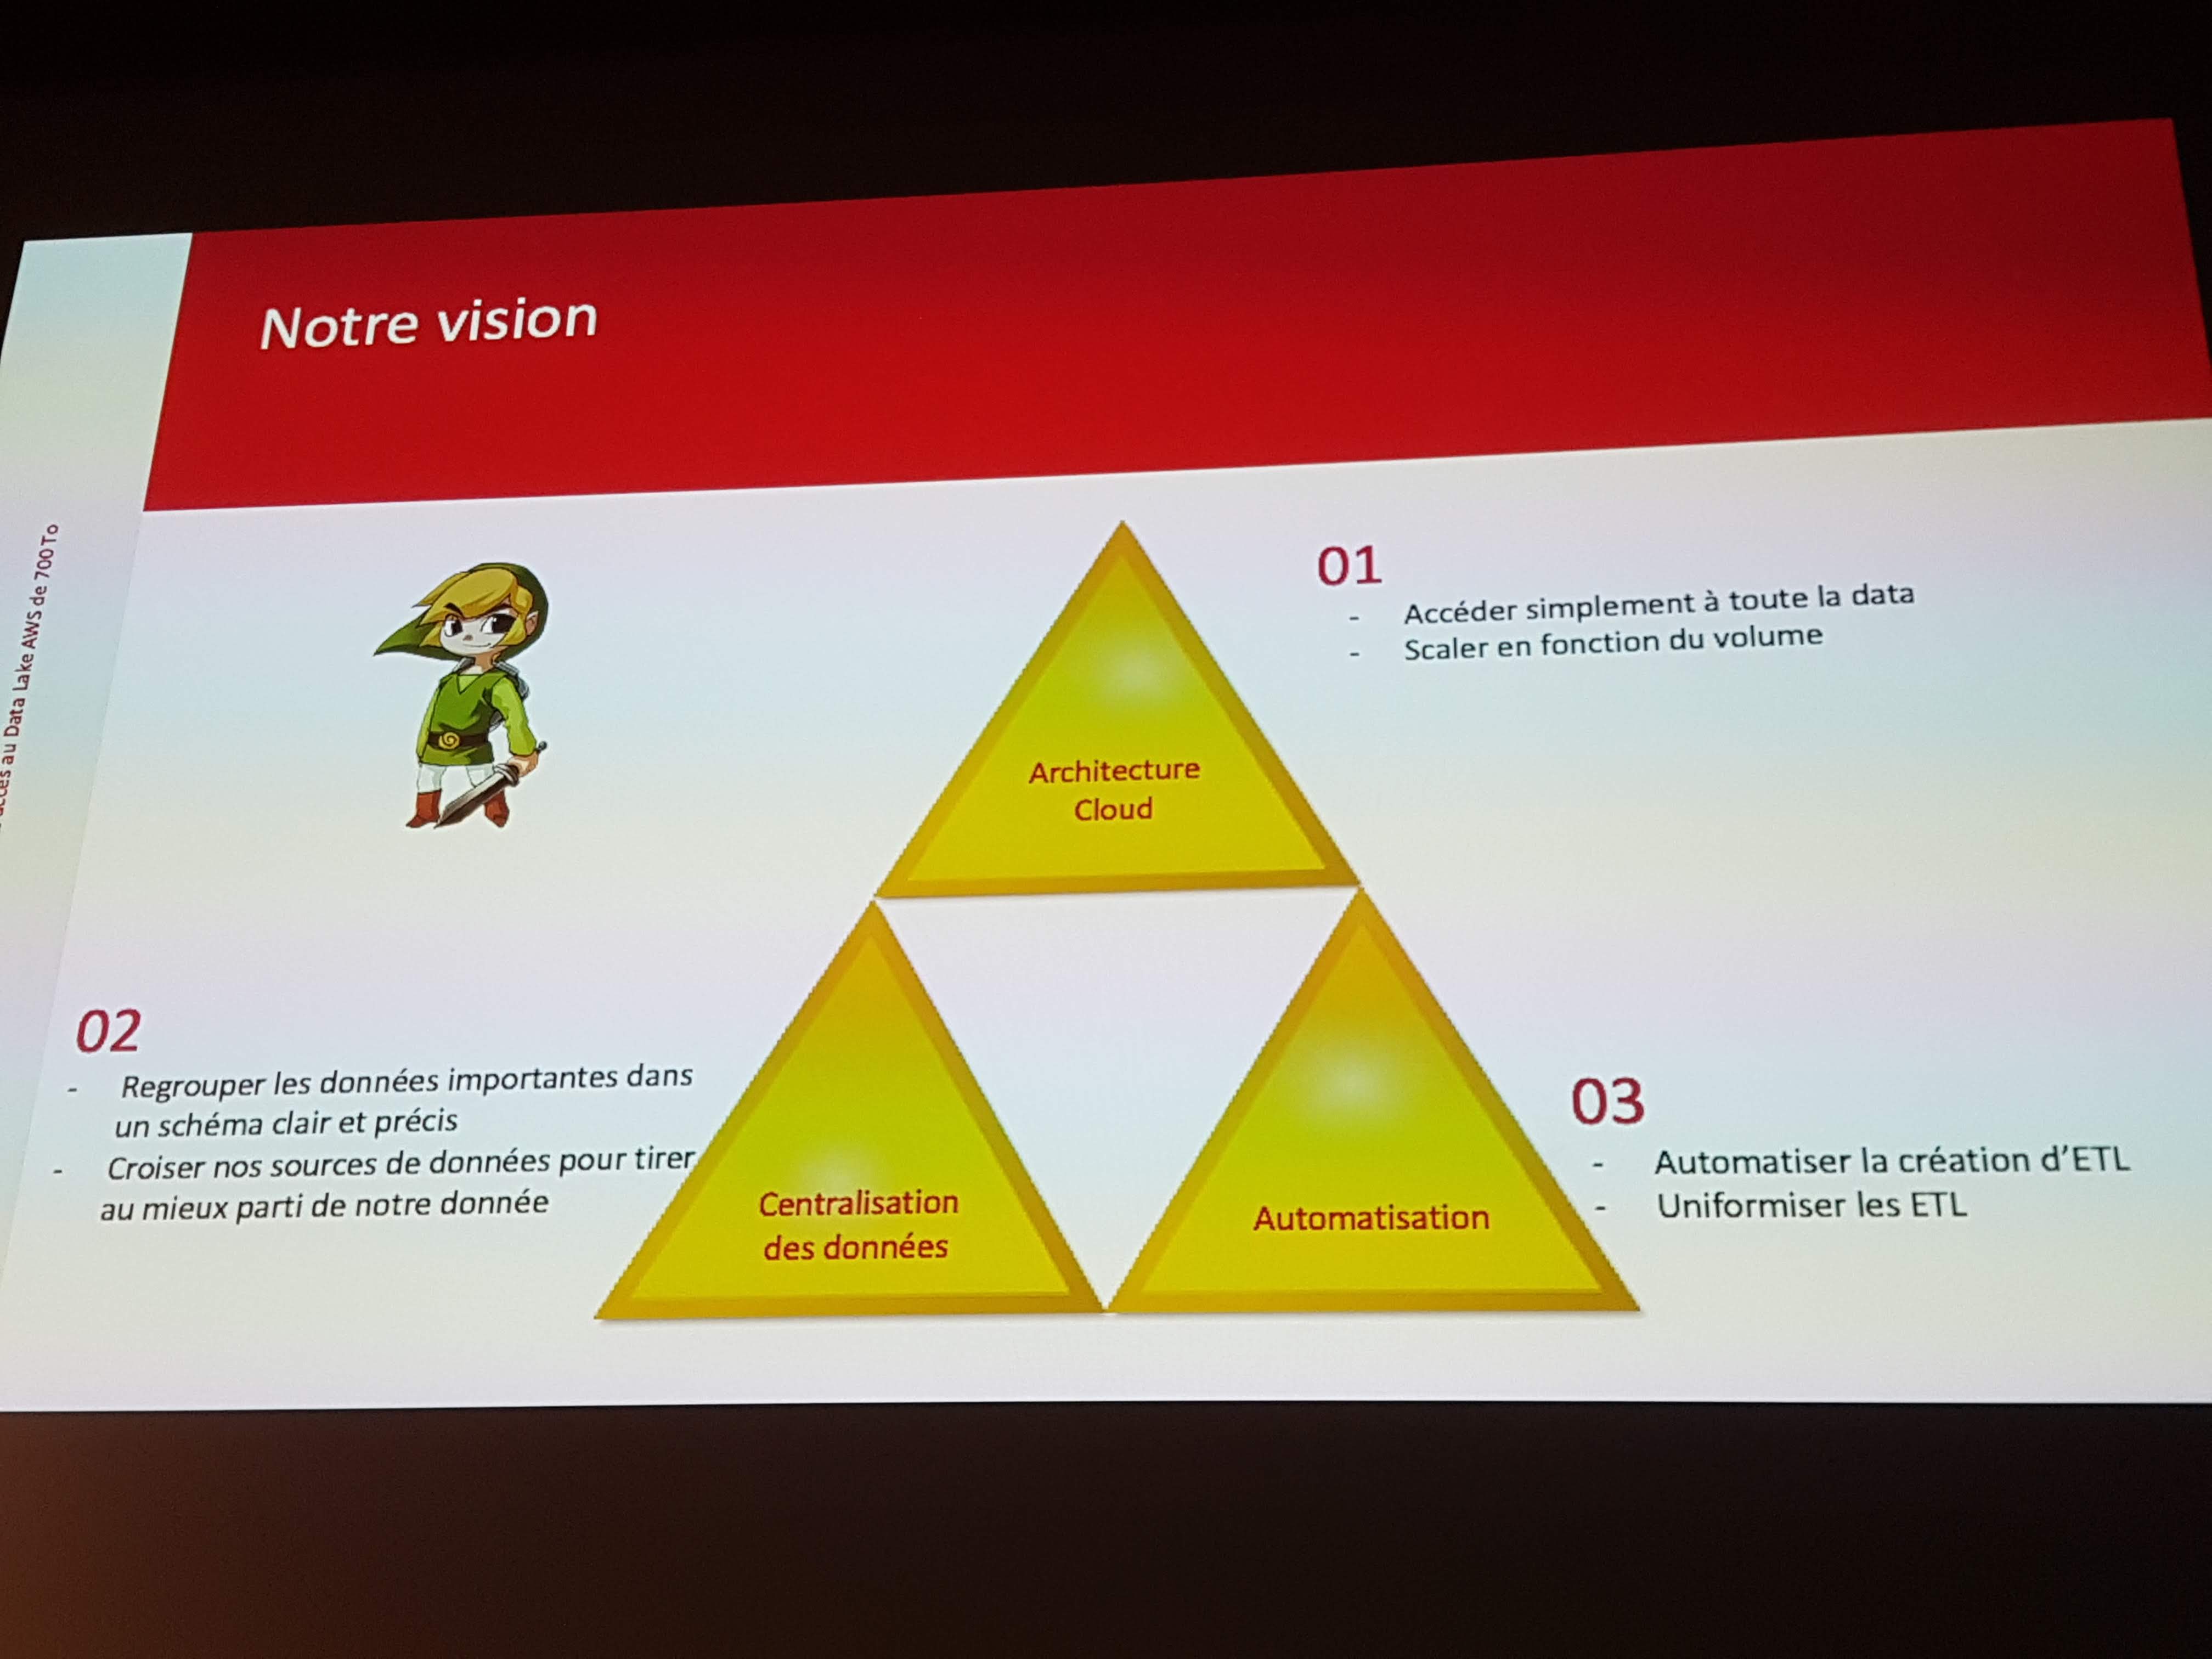 Notre vision
au Data Lake AWS de 700 To
01
- Accéder simplement à toute la data
- Scaler en fonction du volume
Architecture
Cloud
02
- Regrouper les données importantes dans
un schéma clair et précis
- Croiser nos sources de données pour tirer
au mieux parti de notre donnée
Centralisation
des données
Automatisation
03
- Automatiser la création d'ETL
- Uniformiser les ETL